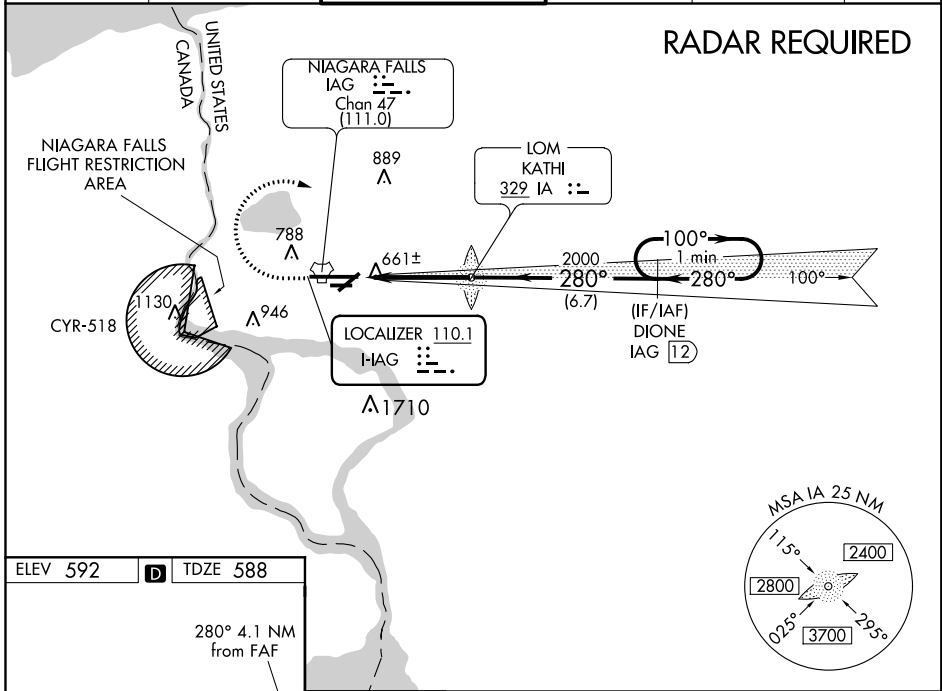 RADAR REQUIRED
UNITED STATES
CANADA
NIAGARA FALLS
IAG
Chan 47
(111.0)
NIAGARA FALLS
FLIGHT RESTRICTION
AREA
889
LOM
KATHI
329 IA
788
661±
2000
280°
(6.7)
100°
1 min
280°
100°
(IF/IAF)
DIONE
IAG 12
1130
CYR-518
946
LOCALIZER 110.1
I-IAG
1710
MSA IA 25 NM
115°
2400
2800
025°
3700
295°
ELEV 592 D TDZE 588
280° 4.1 NM
from FAF